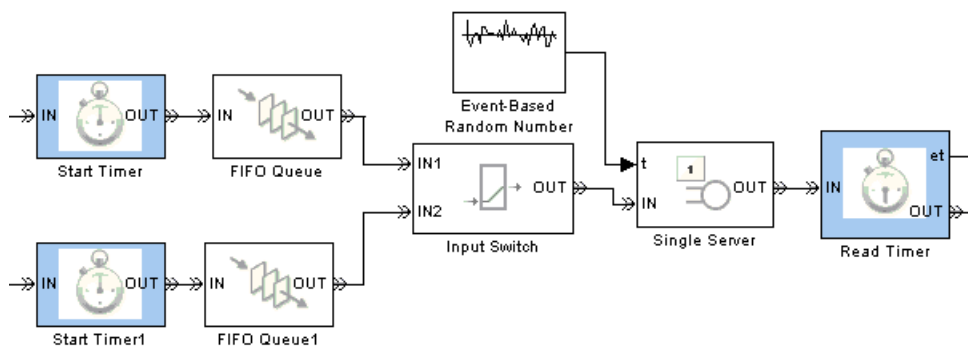 Event-Based
Random Number
IN
OUT
Start Timer
IN
OUT
FIFO Queue
IN1
IN2
OUT
Input Switch
t
IN
1
OUT
Single Server
IN
et
OUT
Read Timer
IN
OUT
Start Timer1
IN
OUT
FIFO Queue1